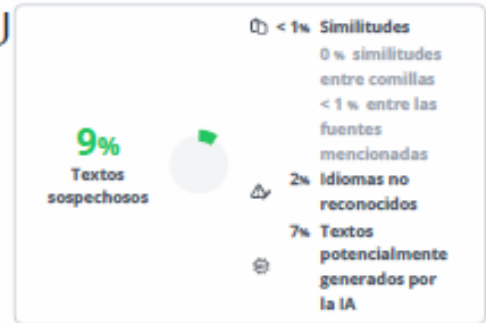 9%
Textos
sospechosos
< 1% Similitudes
0 % similitudes
entre comillas
< 1 % entre las
fuentes
mencionadas
2% Idiomas no
reconocidos
7% Textos
potencialmente
generados por
la IA